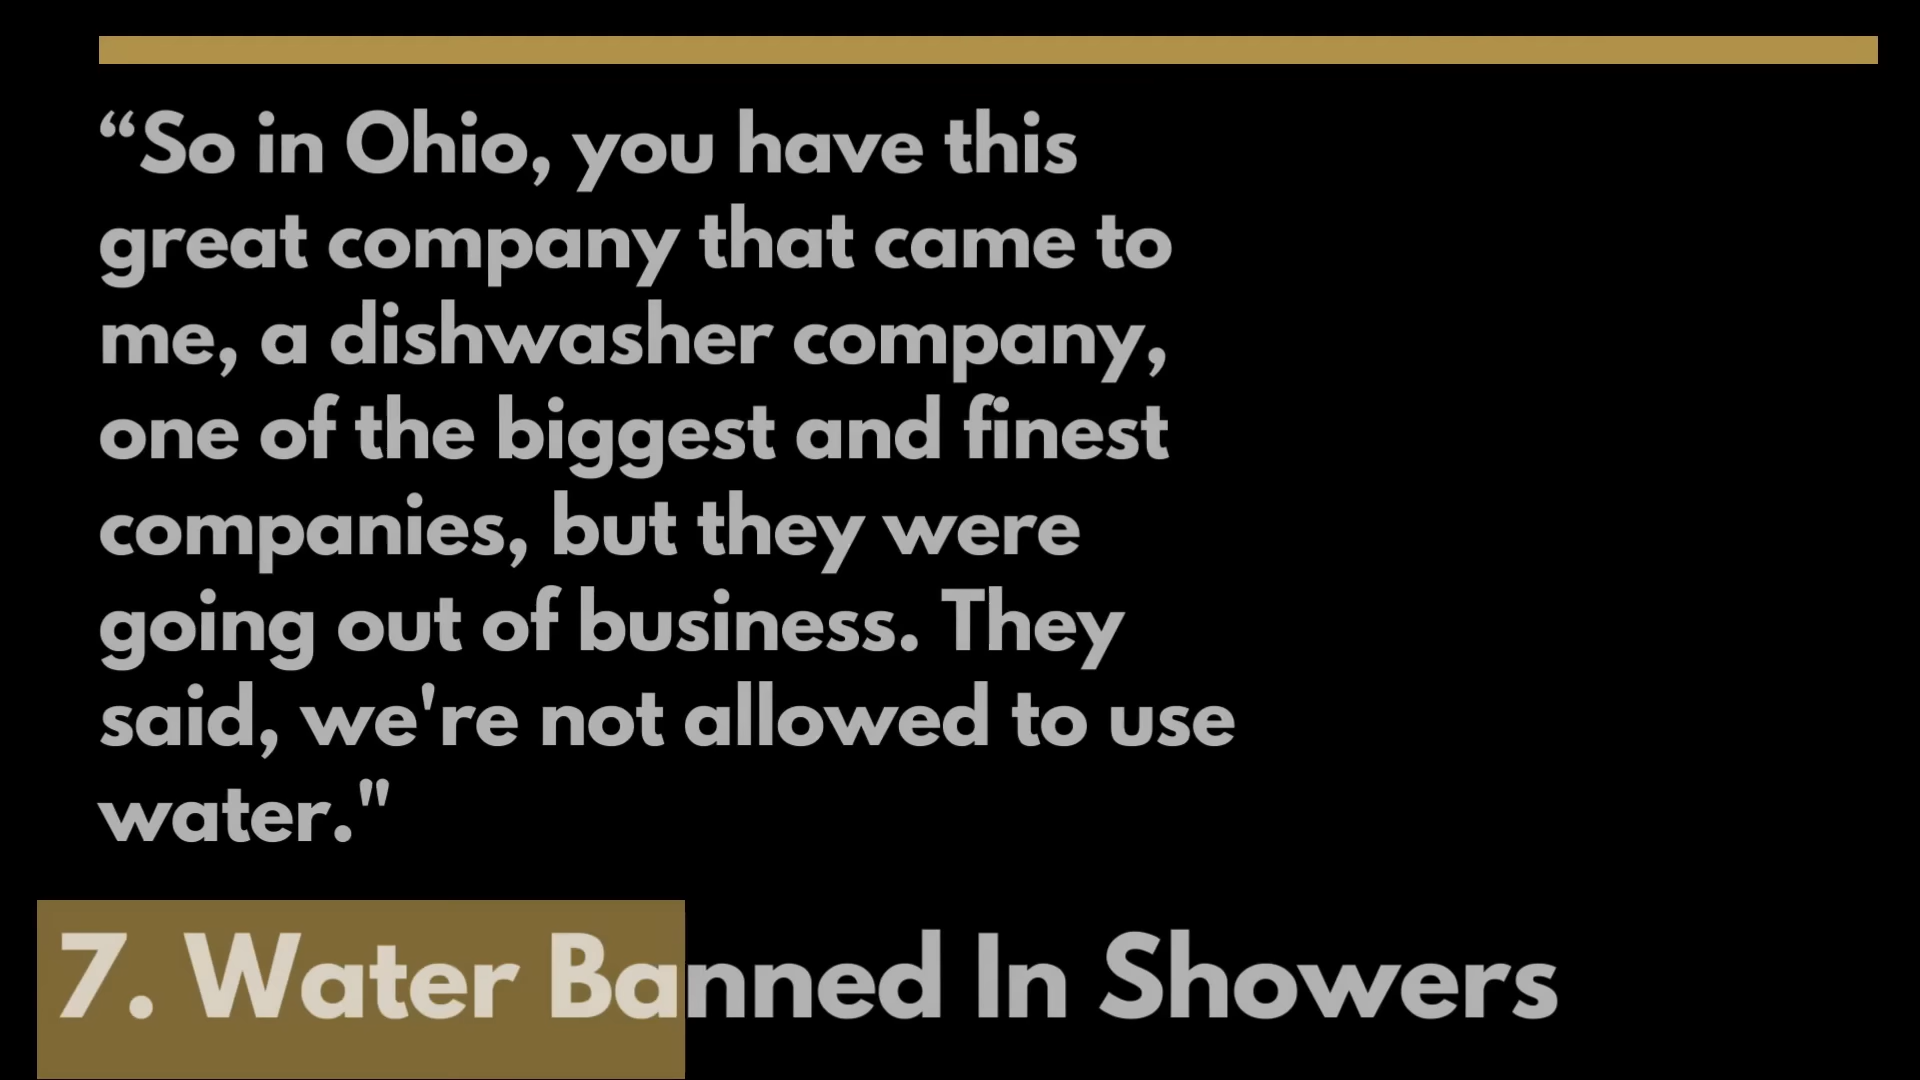 “So in Ohio, you have this
great company that came to
me, a dishwasher company,
one of the biggest and finest
companies, but they were
going out of business. They
said, we're not allowed to use
water."
7. Water Banned In Showers